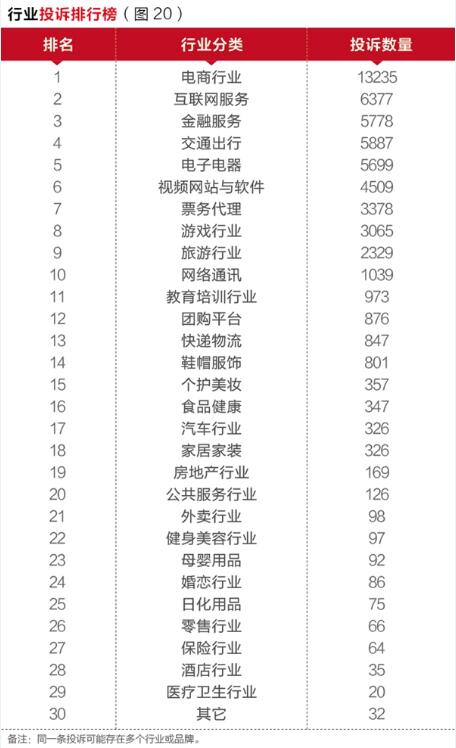 行业投诉排行榜（图 20）
排名 行业分类 投诉数量
1 电商行业 13235
2 互联网服务 6377
3 金融服务 5778
4 交通出行 5887
5 电子电器 5699
6 视频网站与软件 4509
7 票务代理 3378
8 游戏行业 3065
9 旅游行业 2329
10 网络通讯 1039
11 教育培训行业 973
12 团购平台 876
13 快递物流 847
14 鞋帽服饰 801
15 个护美妆 357
16 食品健康 347
17 汽车行业 326
18 家居家装 326
19 房地产行业 169
20 公共服务行业 126
21 外卖行业 98
22 健身美容行业 97
23 母婴用品 92
24 婚恋行业 86
25 日化用品 75
26 零售行业 66
27 保险行业 64
28 酒店行业 35
29 医疗卫生行业 20
30 其它 32
备注：同一条投诉可能存在多个行业或品牌。